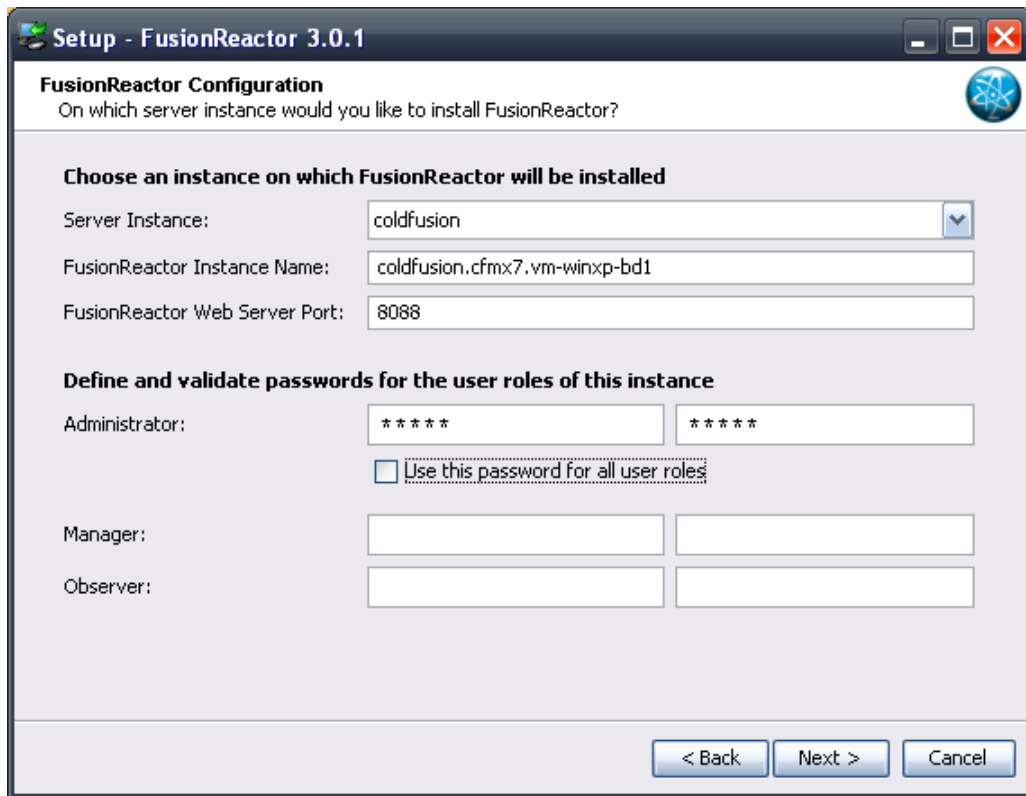 Setup - FusionReactor 3.0.1
FusionReactor Configuration
On which server instance would you like to install FusionReactor?
Choose an instance on which FusionReactor will be installed
Server Instance: coldfusion
FusionReactor Instance Name: coldfusion.cfmx7.vm-winxp-bd1
FusionReactor Web Server Port: 8088
Define and validate passwords for the user roles of this instance
Administrator: ***** *****
Use this password for all user roles
Manager:
Observer:
< Back Next > Cancel